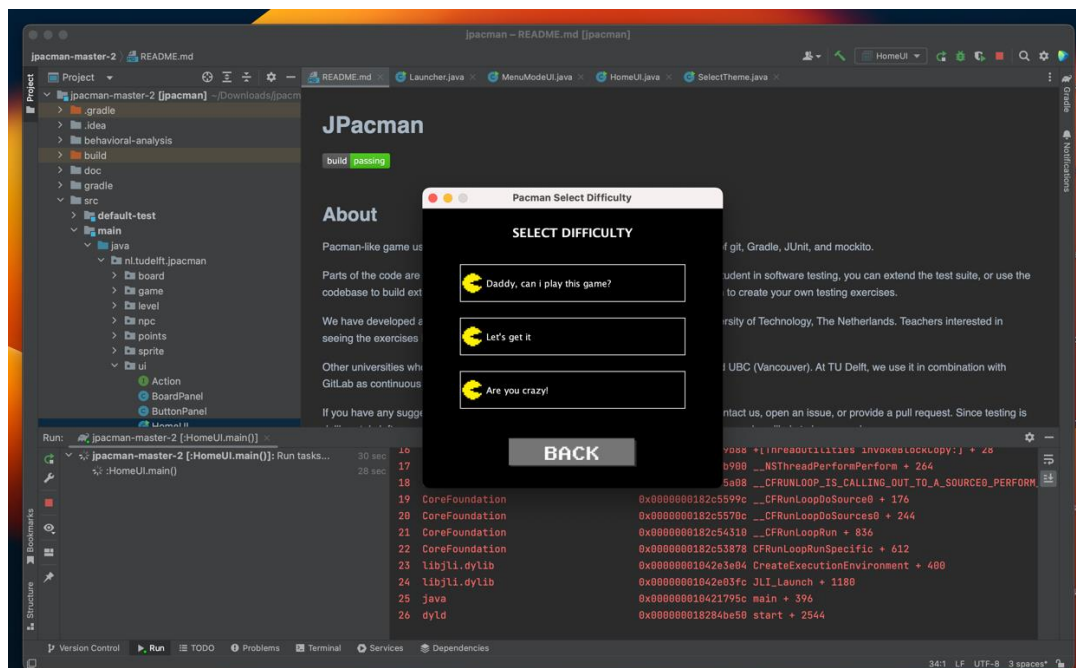 jpacman – README.md [jpacman]
jpacman-master-2 README.md
HomeUI
Project
README.md
Launcher.java
MenuModeUI.java
HomeUI.java
SelectTheme.java
Project
jpacman-master-2 [jpacman] ~/Downloads/jpacm
.gradle
.idea
behavioral-analysis
build
doc
gradle
src
default-test
main
java
nl.tudelft.jpacman
board
game
level
npc
points
sprite
ui
Action
BoardPanel
ButtonPanel
HomeUI
Gradle
Notifications
JPacman
build passing
About
Pacman-like game us
f git, Gradle, JUnit, and mockito.
Parts of the code are
tudent in software testing, you can extend the test suite, or use the
codebase to build ext
to create your own testing exercises.
We have developed a
rsity of Technology, The Netherlands. Teachers interested in
seeing the exercises
Other universities wh
UBC (Vancouver). At TU Delft, we use it in combination with
GitLab as continuous
If you have any sugge
ntact us, open an issue, or provide a pull request. Since testing is
Pacman Select Difficulty
SELECT DIFFICULTY
Daddy, can i play this game?
Let's get it
Are you crazy!
BACK
Run: jpacman-master-2 [:HomeUI.main()]
jpacman-master-2 [:HomeUI.main()]: Run tasks... 30 sec
:HomeUI.main() 28 sec
16 9b88 +[ThreadUtilities invokeBlockCopy:] + 28
17 b900 __NSThreadPerformPerform + 264
18 5a08 __CFRUNLOOP_IS_CALLING_OUT_TO_A_SOURCE0_PERFORM_
19 CoreFoundation 0x0000000182c5599c __CFRunLoopDoSource0 + 176
20 CoreFoundation 0x0000000182c5570c __CFRunLoopDoSources0 + 244
21 CoreFoundation 0x0000000182c54310 __CFRunLoopRun + 836
22 CoreFoundation 0x0000000182c53878 CFRunLoopRunSpecific + 612
23 libjli.dylib 0x00000001042e3e04 CreateExecutionEnvironment + 400
24 libjli.dylib 0x00000001042e03fc JLI_Launch + 1180
25 java 0x000000010421795c main + 396
26 dyld 0x000000018284be50 start + 2544
Bookmarks
Structure
Version Control
Run
TODO
Problems
Terminal
Services
Dependencies
34:1 LF UTF-8 3 spaces*